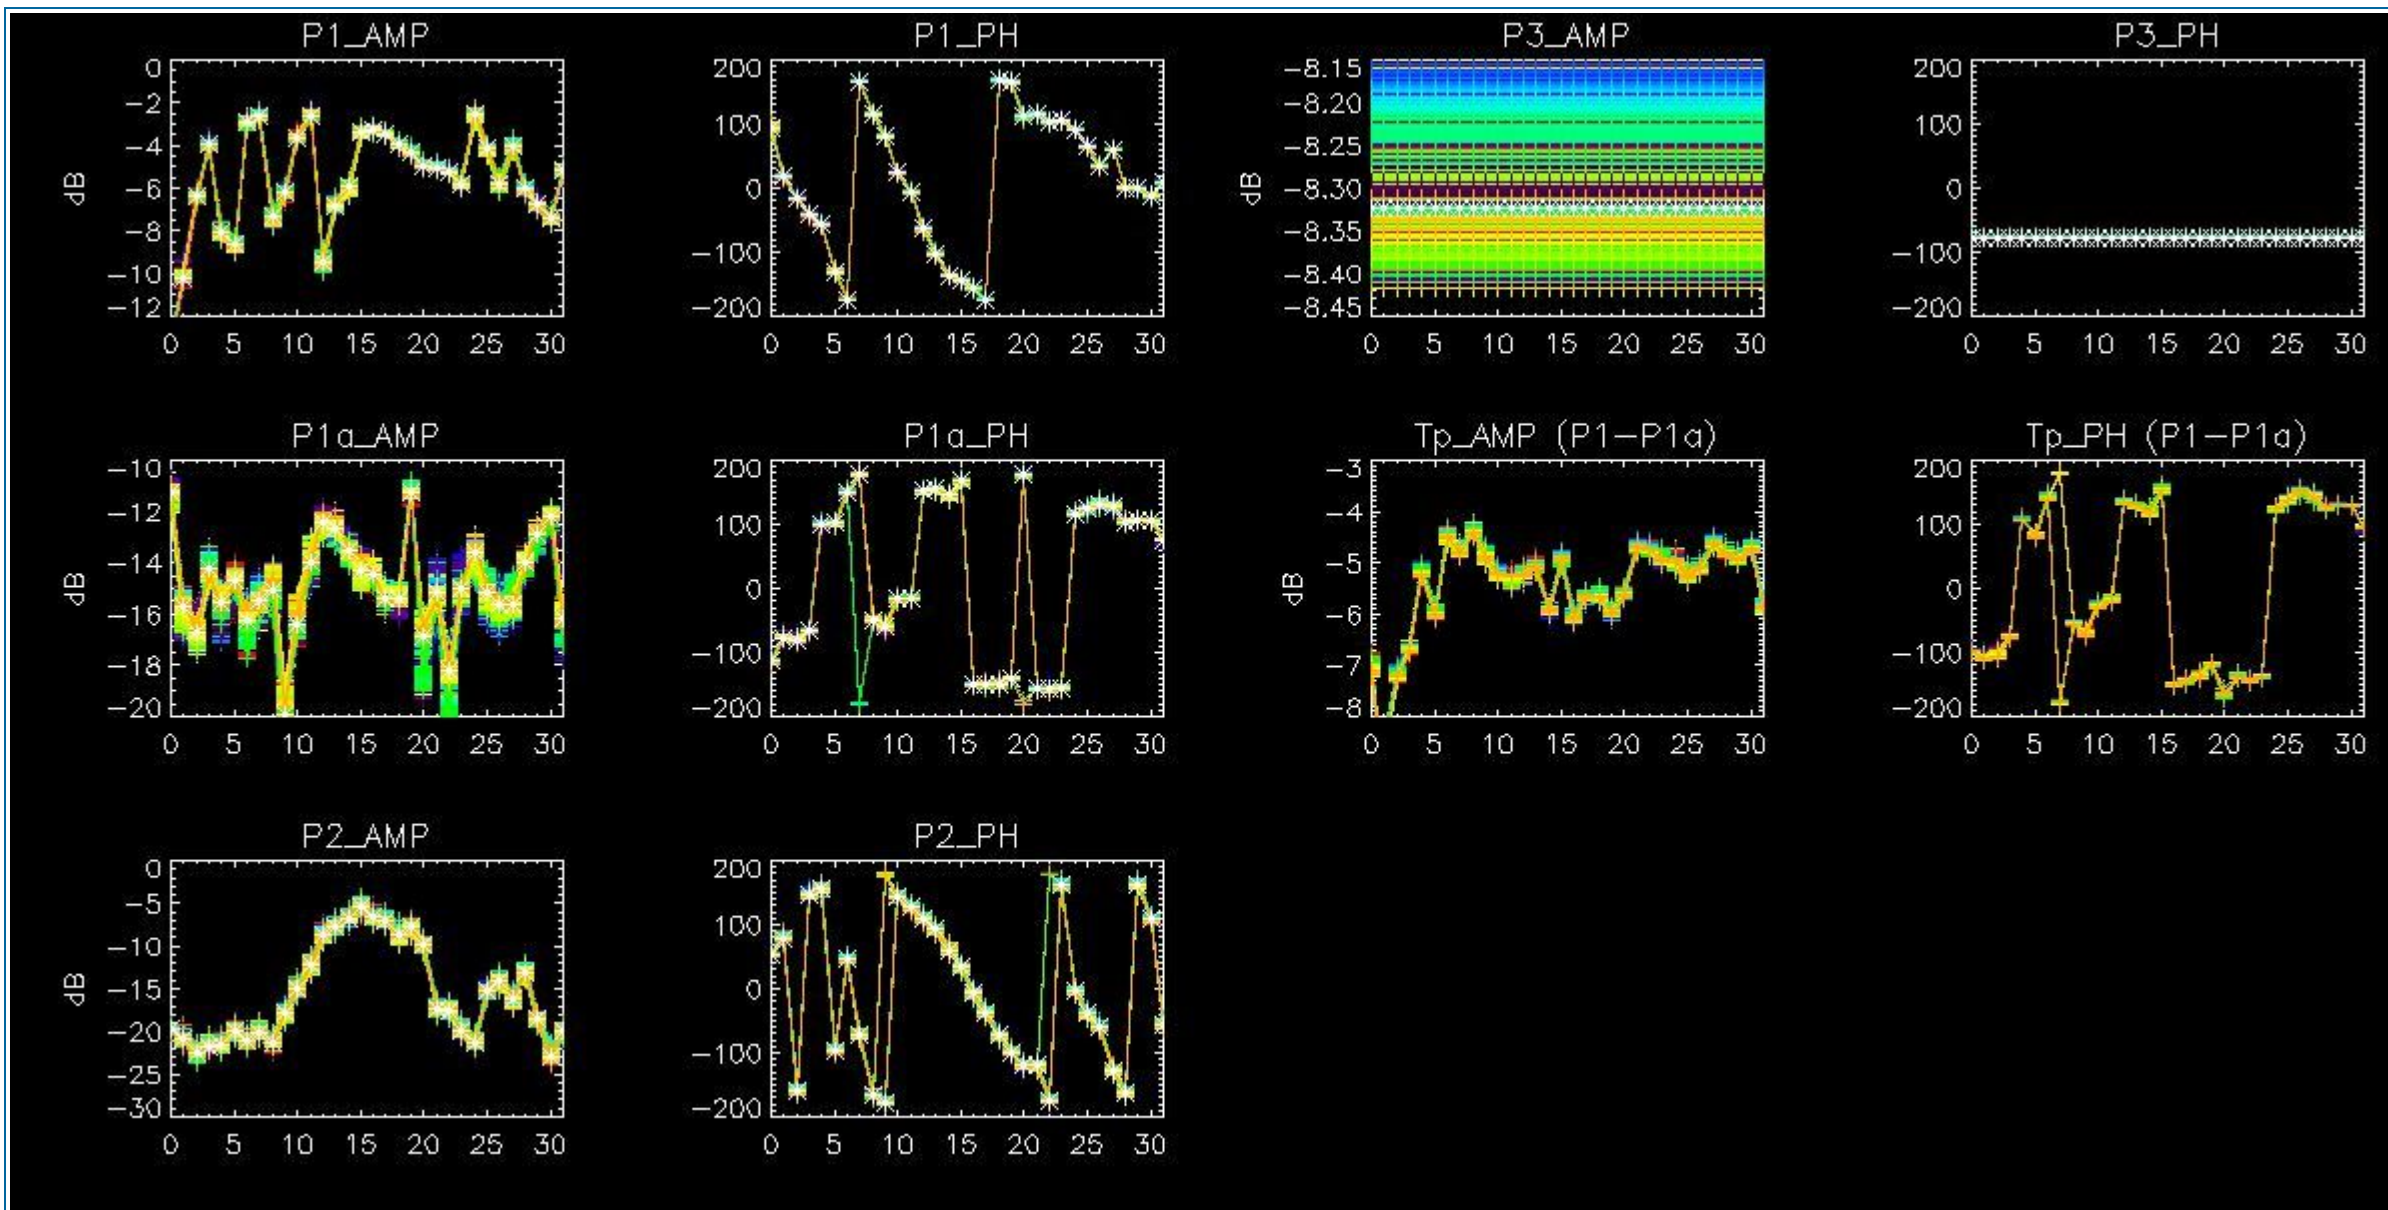 P1_AMP
0
−2
−4
−6
−8
−10
−12
dB
0 5 10 15 20 25 30
P1_PH
200
100
0
−100
−200
0 5 10 15 20 25 30
P3_AMP
−8.15
−8.20
−8.25
−8.30
−8.35
−8.40
−8.45
dB
0 5 10 15 20 25 30
P3_PH
200
100
0
−100
−200
0 5 10 15 20 25 30
P1a_AMP
−10
−12
−14
−16
−18
−20
dB
0 5 10 15 20 25 30
P1a_PH
200
100
0
−100
−200
0 5 10 15 20 25 30
Tp_AMP (P1−P1a)
−3
−4
−5
−6
−7
−8
dB
0 5 10 15 20 25 30
Tp_PH (P1−P1a)
200
100
0
−100
−200
0 5 10 15 20 25 30
P2_AMP
0
−5
−10
−15
−20
−25
−30
dB
0 5 10 15 20 25 30
P2_PH
200
100
0
−100
−200
0 5 10 15 20 25 30